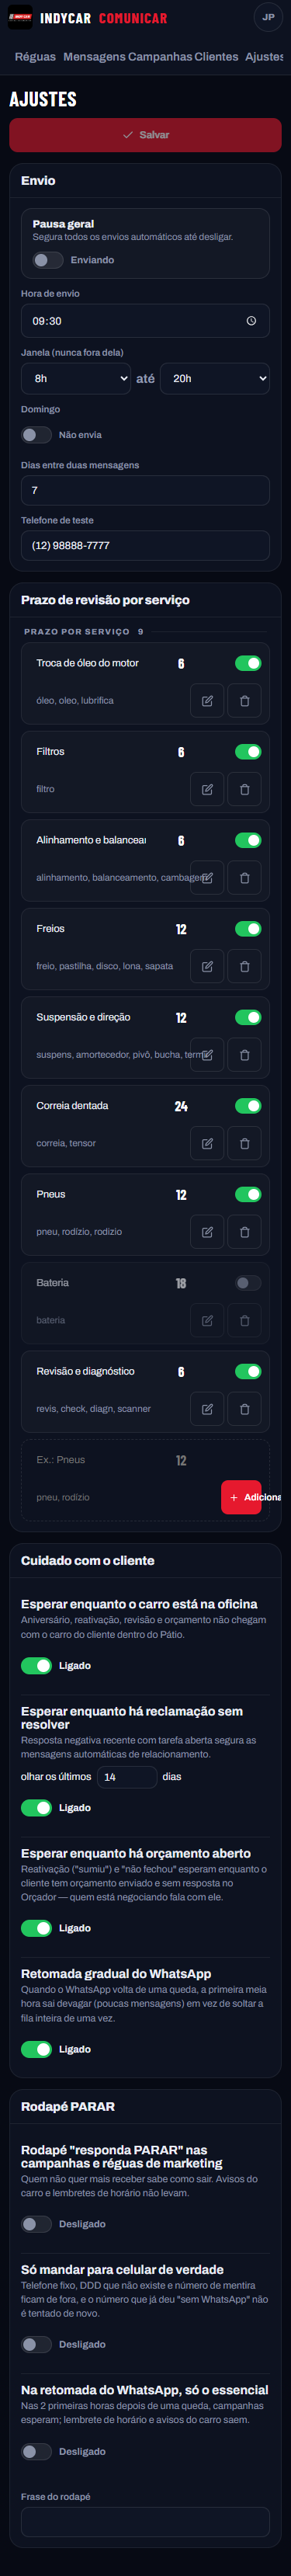 INDYCAR COMUNICAR
JP
Réguas Mensagens Campanhas Clientes Ajustes
AJUSTES
Salvar
Envio
Pausa geral
Segura todos os envios automáticos até desligar.
Enviando
Hora de envio
09:30
Janela (nunca fora dela)
8h até 20h
Domingo
Não envia
Dias entre duas mensagens
7
Telefone de teste
(12) 98888-7777
Prazo de revisão por serviço
PRAZO POR SERVIÇO 9
Troca de óleo do motor 6
óleo, oleo, lubrifica
Filtros 6
filtro
Alinhamento e balancear 6
alinhamento, balanceamento, cambagem
Freios 12
freio, pastilha, disco, lona, sapata
Suspensão e direção 12
suspens, amortecedor, pivô, bucha, termi
Correia dentada 24
correia, tensor
Pneus 12
pneu, rodízio, rodizio
Bateria 18
bateria
Revisão e diagnóstico 6
revis, check, diagn, scanner
Ex.: Pneus 12
pneu, rodízio
+ Adiciona
Cuidado com o cliente
Esperar enquanto o carro está na oficina
Aniversário, reativação, revisão e orçamento não chegam
com o carro do cliente dentro do Pátio.
Ligado
Esperar enquanto há reclamação sem
resolver
Resposta negativa recente com tarefa aberta segura as
mensagens automáticas de relacionamento.
olhar os últimos 14 dias
Ligado
Esperar enquanto há orçamento aberto
Reativação ("sumiu") e "não fechou" esperam enquanto o
cliente tem orçamento enviado e sem resposta no
Orçador — quem está negociando fala com ele.
Ligado
Retomada gradual do WhatsApp
Quando o WhatsApp volta de uma queda, a primeira meia
hora sai devagar (poucas mensagens) em vez de soltar a
fila inteira de uma vez.
Ligado
Rodapé PARAR
Rodapé "responda PARAR" nas
campanhas e réguas de marketing
Quem não quer mais receber sabe como sair. Avisos do
carro e lembretes de horário não levam.
Desligado
Só mandar para celular de verdade
Telefone fixo, DDD que não existe e número de mentira
ficam de fora, e o número que já deu "sem WhatsApp" não
é tentado de novo.
Desligado
Na retomada do WhatsApp, só o essencial
Nas 2 primeiras horas depois de uma queda, campanhas
esperam; lembrete de horário e avisos do carro saem.
Desligado
Frase do rodapé